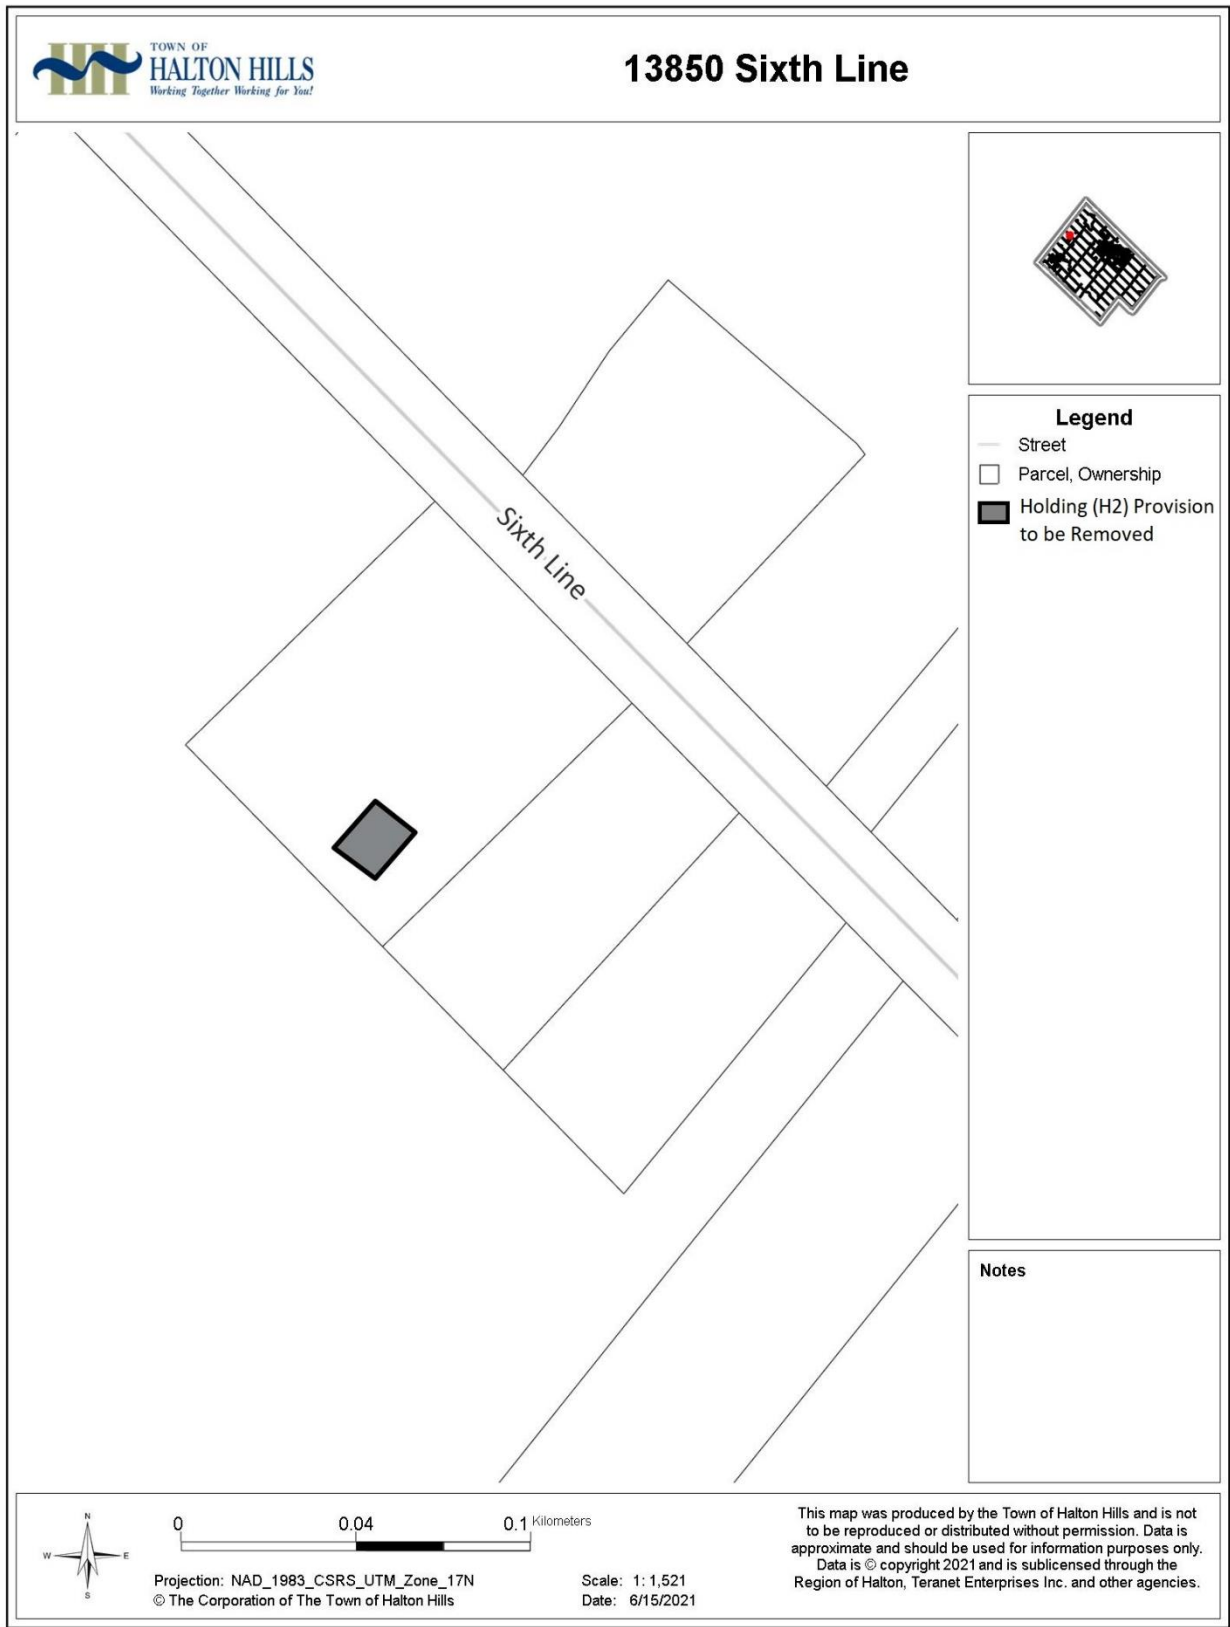 TOWN OF
HALTON HILLS
Working Together Working for You!
13850 Sixth Line
Sixth Line
Legend
Street
Parcel, Ownership
Holding (H2) Provision
to be Removed
Notes
N
W
E
S
0
0.04
0.1 Kilometers
Projection: NAD_1983_CSRS_UTM_Zone_17N
© The Corporation of The Town of Halton Hills
Scale: 1: 1,521
Date: 6/15/2021
This map was produced by the Town of Halton Hills and is not
to be reproduced or distributed without permission. Data is
approximate and should be used for information purposes only.
Data is © copyright 2021 and is sublicensed through the
Region of Halton, Teranet Enterprises Inc. and other agencies.